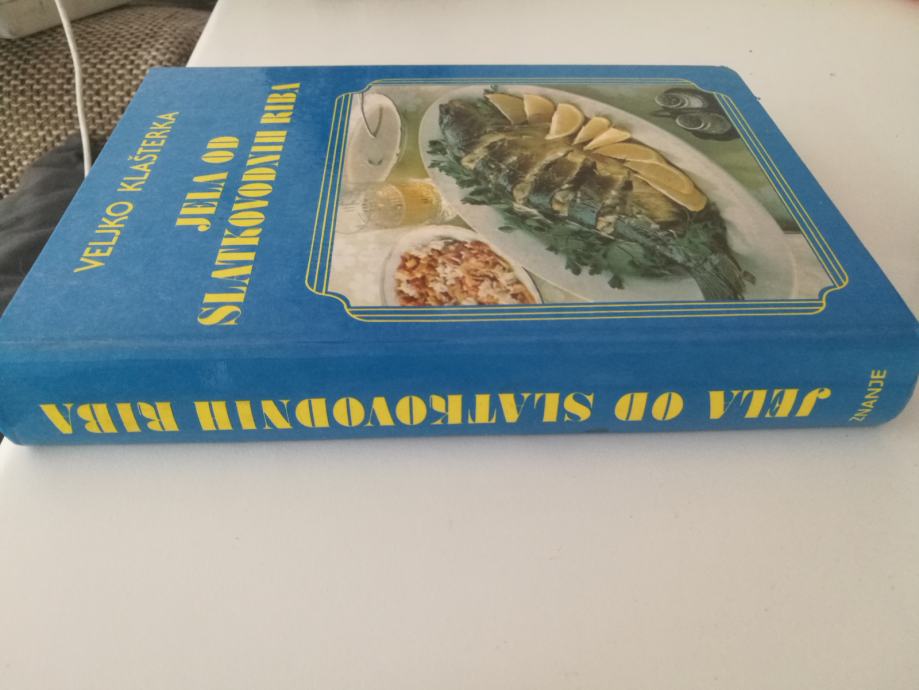 VELJKO KLAŠTERKA
JELA OD
SLATKOVODNIH RIBA
JELA OD SLATKOVODNIH RIBA
ZNANJE